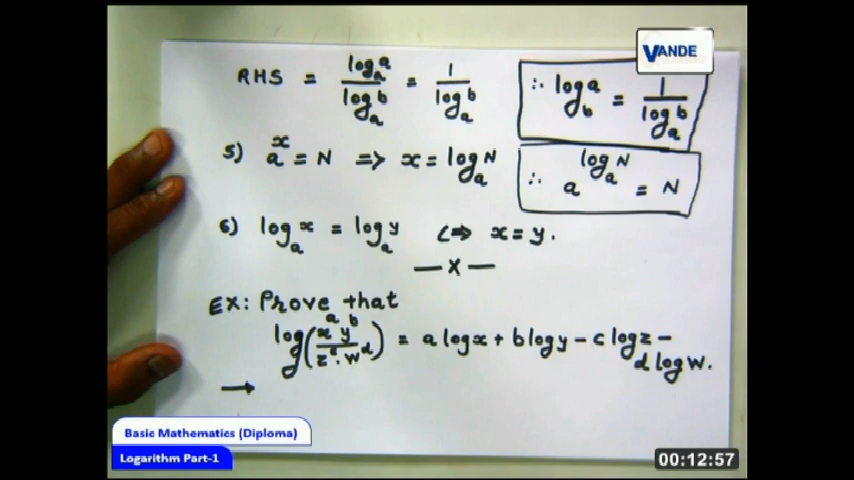 VANDE
RHS = log_a a / log_a b = 1 / log_a b
∴ log_b a = 1 / log_a b
5) a^x = N => x = log_a N
∴ a^(log_a N) = N
6) log_a x = log_a y <=> x = y.
— x —
EX: Prove that
log(x^a y^b / z^c . w^d) = a log x + b log y - c log z -
d log w.
→
Basic Mathematics (Diploma)
Logarithm Part-1
00:12:57